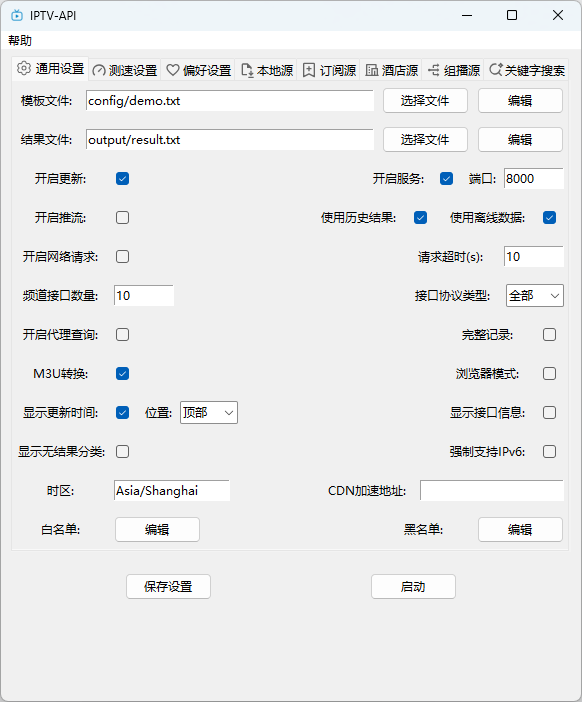 IPTV-API
帮助
通用设置 测速设置 偏好设置 本地源 订阅源 酒店源 组播源 关键字搜索
模板文件: config/demo.txt 选择文件 编辑
结果文件: output/result.txt 选择文件 编辑
开启更新: 开启服务: 端口: 8000
开启推流: 使用历史结果: 使用离线数据:
开启网络请求: 请求超时(s): 10
频道接口数量: 10 接口协议类型: 全部
开启代理查询: 完整记录:
M3U转换: 浏览器模式:
显示更新时间: 位置: 顶部 显示接口信息:
显示无结果分类: 强制支持IPv6:
时区: Asia/Shanghai CDN加速地址:
白名单: 编辑 黑名单: 编辑
保存设置 启动